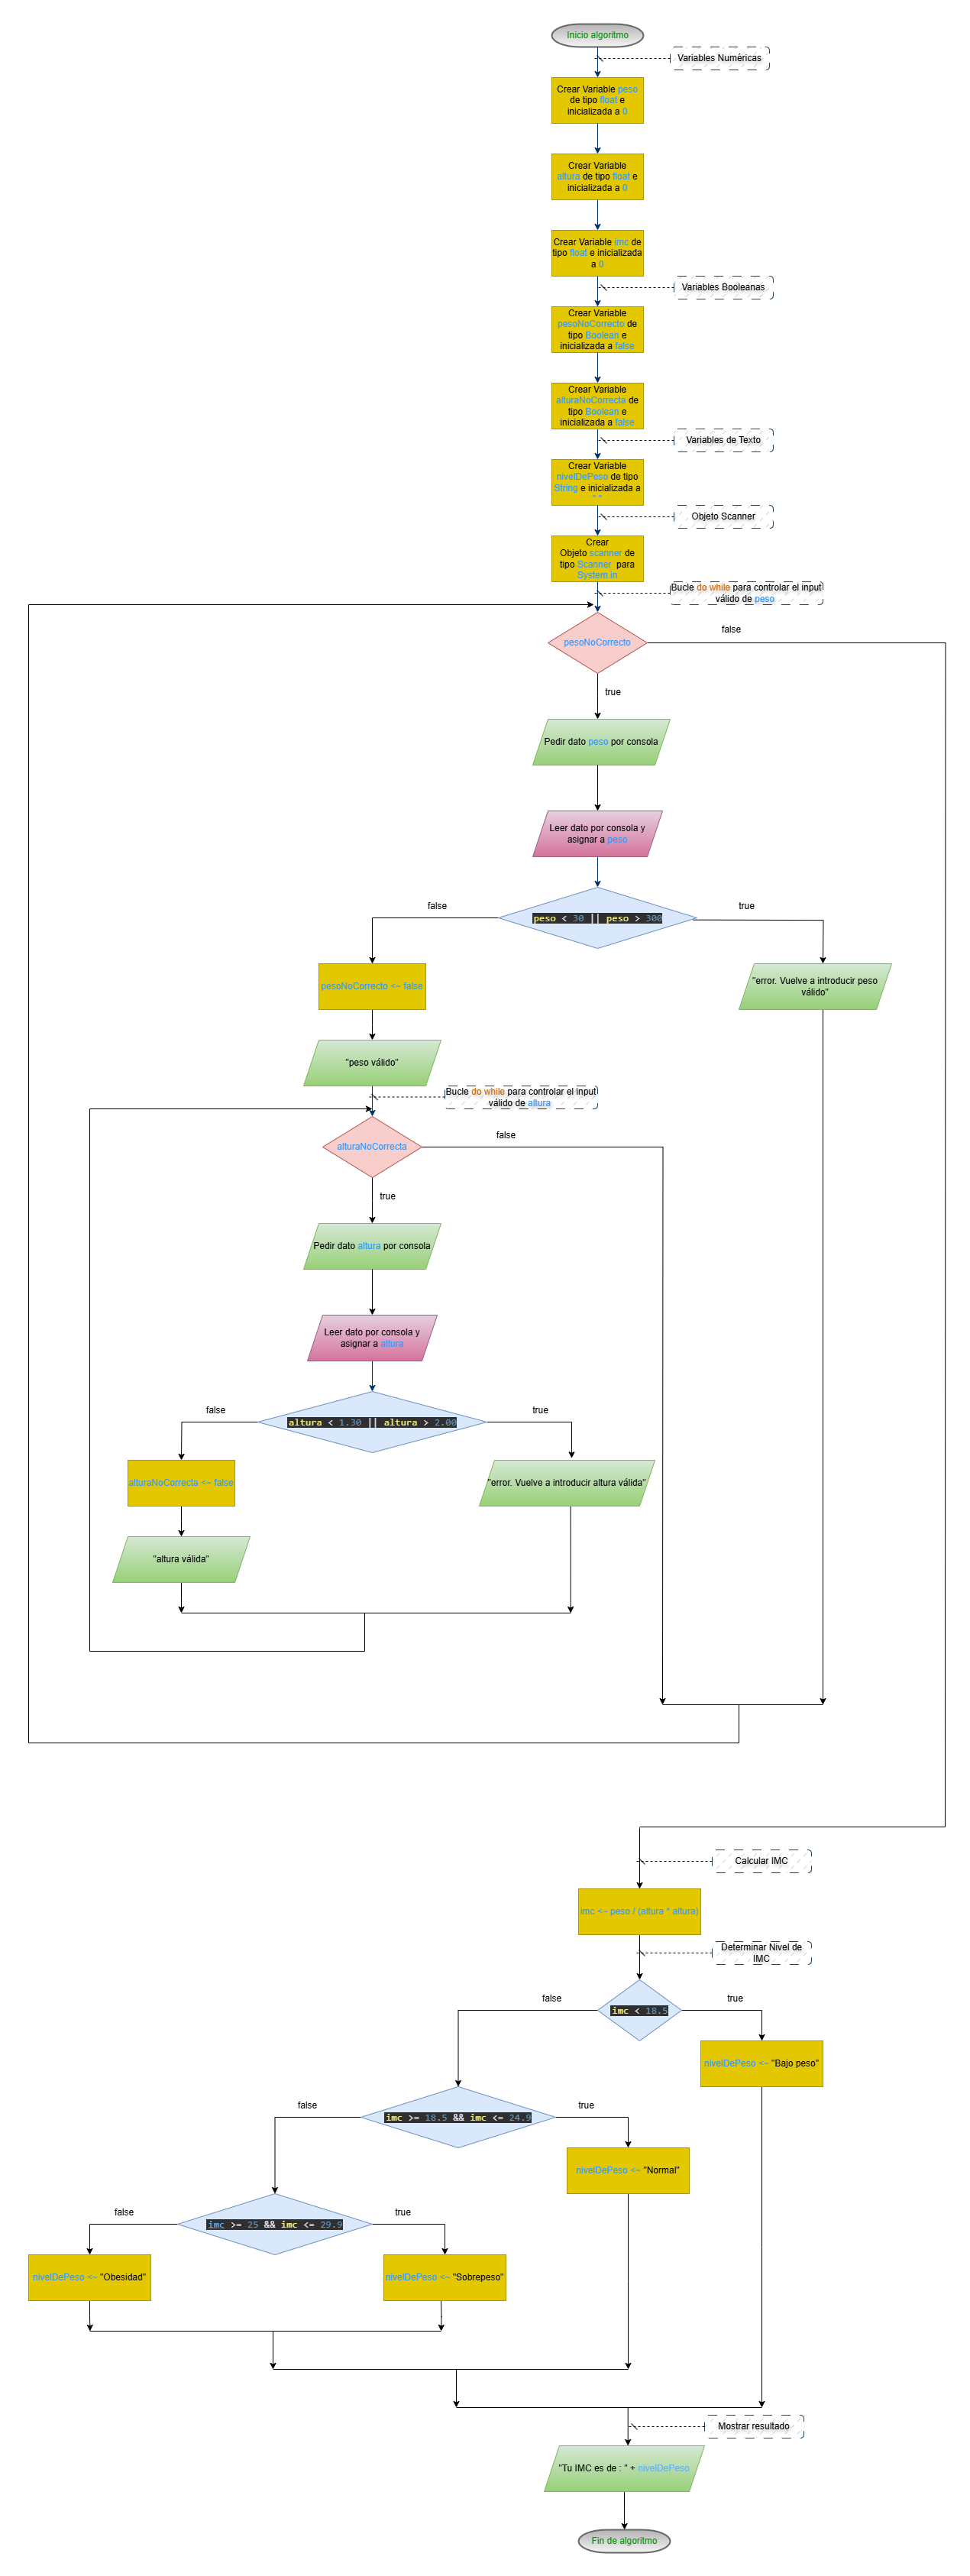 Inicio algoritmo
Variables Numéricas
Crear Variable peso
de tipo float e
inicializada a 0
Crear Variable
altura de tipo float e
inicializada a 0
Crear Variable imc de
tipo float e inicializada
a 0
Variables Booleanas
Crear Variable
pesoNoCorrecto de
tipo Boolean e
inicializada a false
Crear Variable
alturaNoCorrecta de
tipo Boolean e
inicializada a false
Variables de Texto
Crear Variable
nivelDePeso de tipo
String e inicializada a
" "
Objeto Scanner
Crear
Objeto scanner de
tipo Scanner para
System.in
Bucle do while para controlar el input
válido de peso
pesoNoCorrecto
false
true
Pedir dato peso por consola
Leer dato por consola y
asignar a peso
false
true
peso < 30 || peso > 300
pesoNoCorrecto <~ false
"error. Vuelve a introducir peso
válido"
"peso válido"
Bucle do while para controlar el input
válido de altura
alturaNoCorrecta
false
true
Pedir dato altura por consola
Leer dato por consola y
asignar a altura
false
true
altura < 1.30 || altura > 2.00
alturaNoCorrecta <~ false
"error. Vuelve a introducir altura válida"
"altura válida"
Calcular IMC
imc <~ peso / (altura * altura)
Determinar Nivel de
IMC
false
true
imc < 18.5
nivelDePeso <~ "Bajo peso"
false
true
imc >= 18.5 && imc <= 24.9
nivelDePeso <~ "Normal"
false
true
imc >= 25 && imc <= 29.9
nivelDePeso <~ "Obesidad"
nivelDePeso <~ "Sobrepeso"
Mostrar resultado
"Tu IMC es de : " + nivelDePeso
Fin de algoritmo